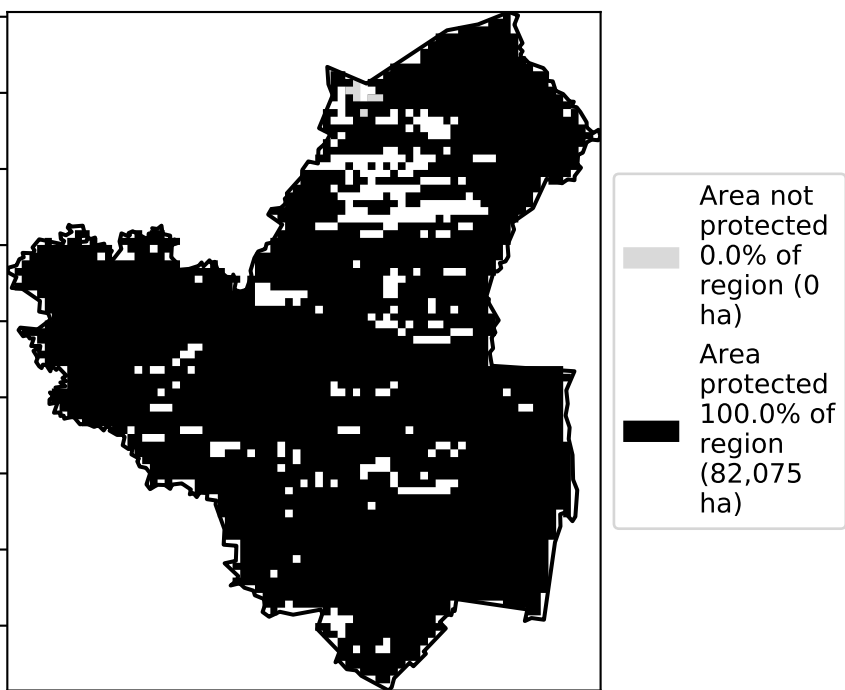 Area not
protected
0.0% of
region (0
ha)
Area
protected
100.0% of
region
(82,075
ha)